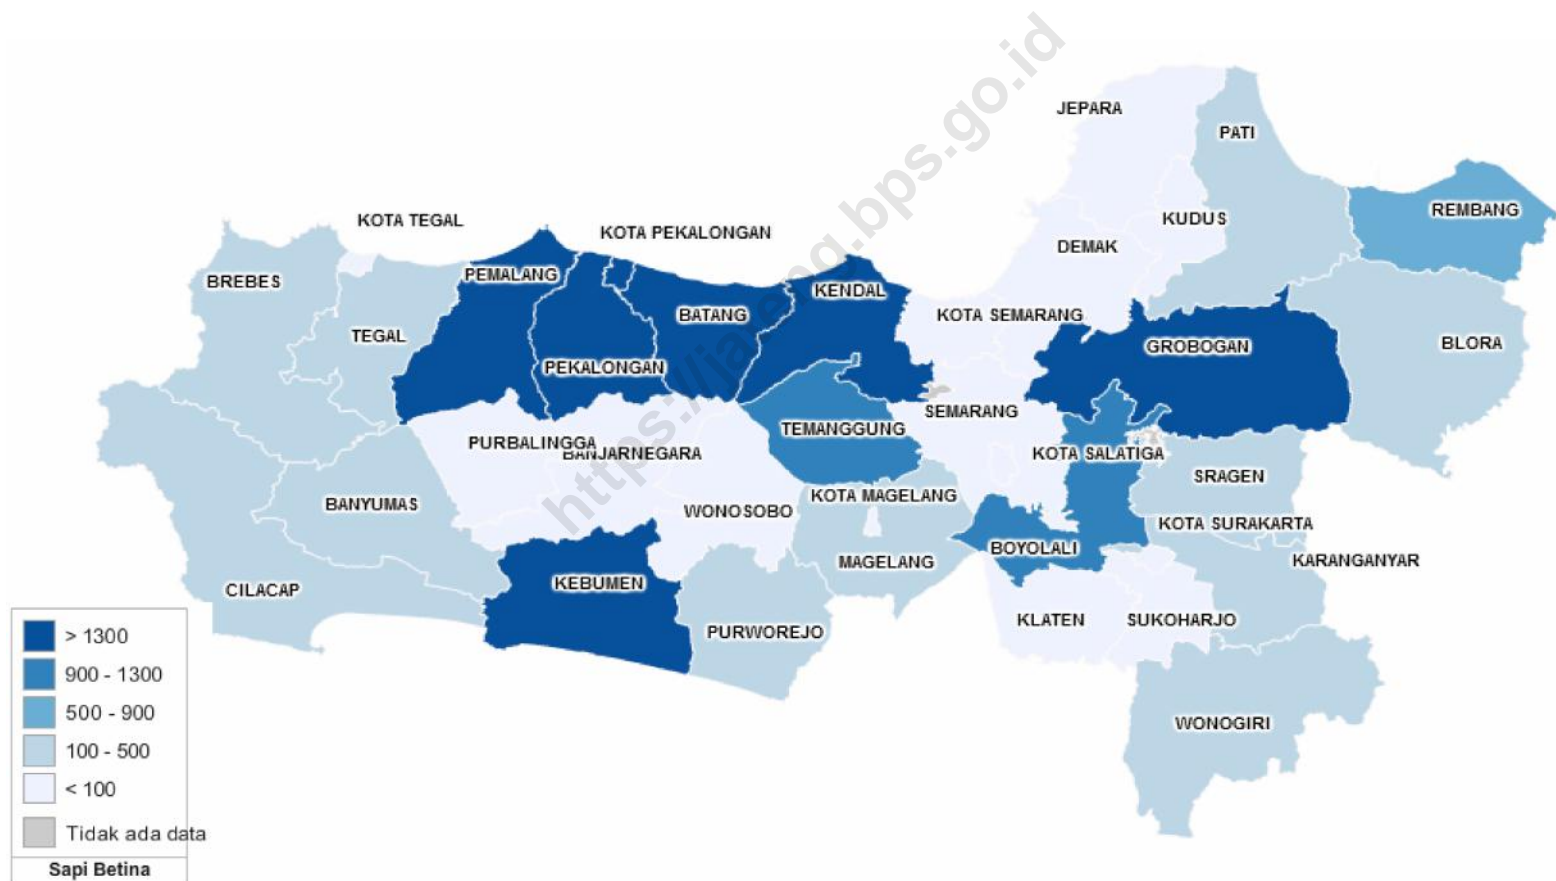 https://jateng.bps.go.id
JEPARA
PATI
REMBANG
KUDUS
KOTA TEGAL
KOTA PEKALONGAN
DEMAK
BREBES
PEMALANG
KENDAL
BATANG
KOTA SEMARANG
TEGAL
GROBOGAN
BLORA
PEKALONGAN
SEMARANG
TEMANGGUNG
PURBALINGGA
BANJARNEGARA
KOTA SALATIGA
SRAGEN
BANYUMAS
KOTA MAGELANG
WONOSOBO
KOTA SURAKARTA
BOYOLALI
MAGELANG
KARANGANYAR
KEBUMEN
CILACAP
KLATEN
SUKOHARJO
PURWOREJO
WONOGIRI
> 1300
900 - 1300
500 - 900
100 - 500
< 100
Tidak ada data
Sapi Betina